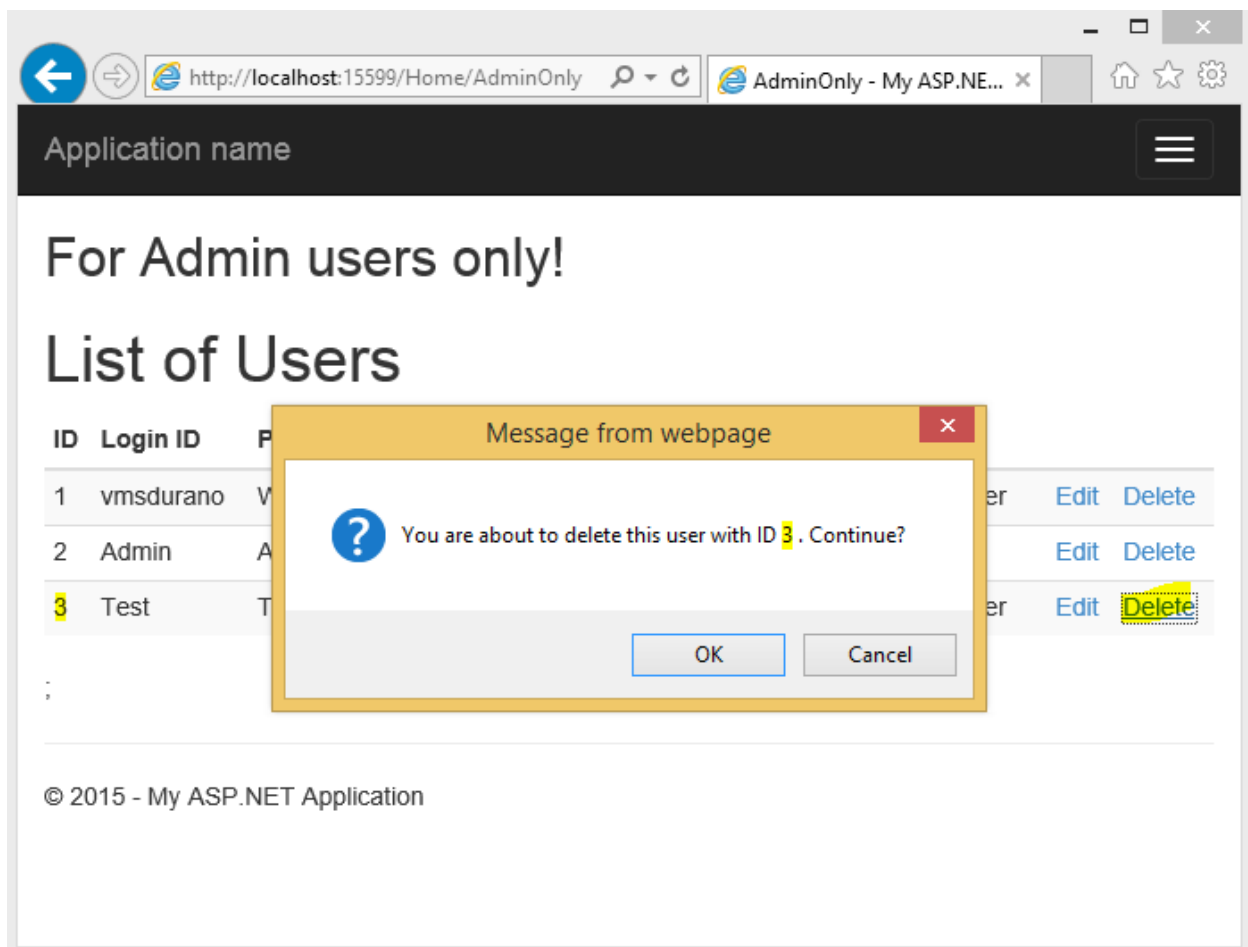 http://localhost:15599/Home/AdminOnly
AdminOnly - My ASP.NE...
Application name
For Admin users only!
List of Users
ID Login ID P
1 vmsdurano er Edit Delete
2 Admin A Edit Delete
3 Test T er Edit Delete
;
Message from webpage
You are about to delete this user with ID 3 . Continue?
OK Cancel
© 2015 - My ASP.NET Application